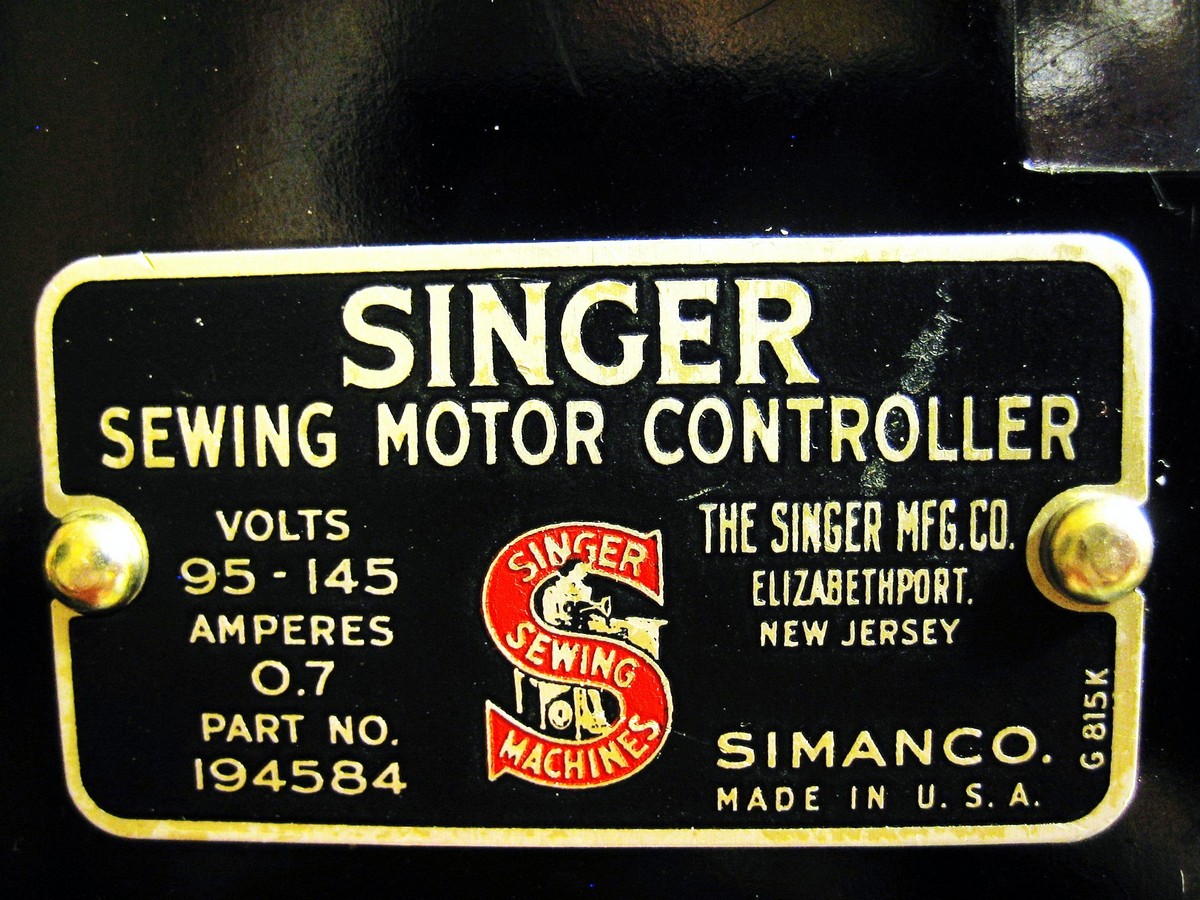 SINGER
SEWING MOTOR CONTROLLER
VOLTS
95 - 145
AMPERES
0.7
PART NO.
194584
SINGER
SEWING
MACHINES
THE SINGER MFG. CO.
ELIZABETHPORT.
NEW JERSEY
SIMANCO.
MADE IN U. S. A.
G 815K